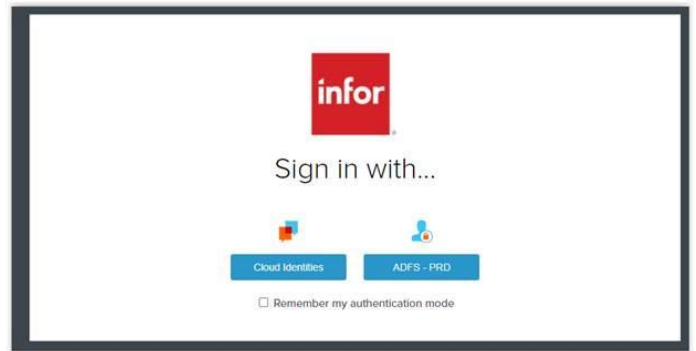 infor
Sign in with...
Cloud Identities
ADFS - PRD
Remember my authentication mode